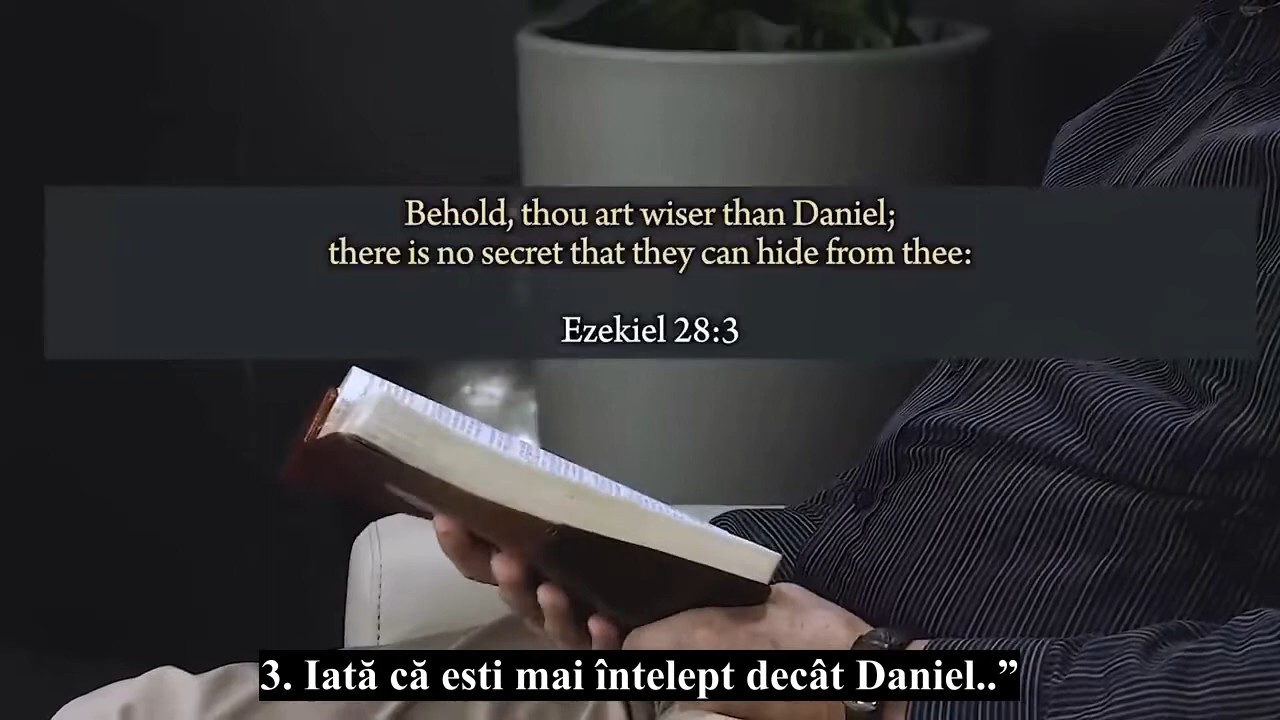 Behold, thou art wiser than Daniel;
there is no secret that they can hide from thee:
Ezekiel 28:3
3. Iată că esti mai întelept decât Daniel..”